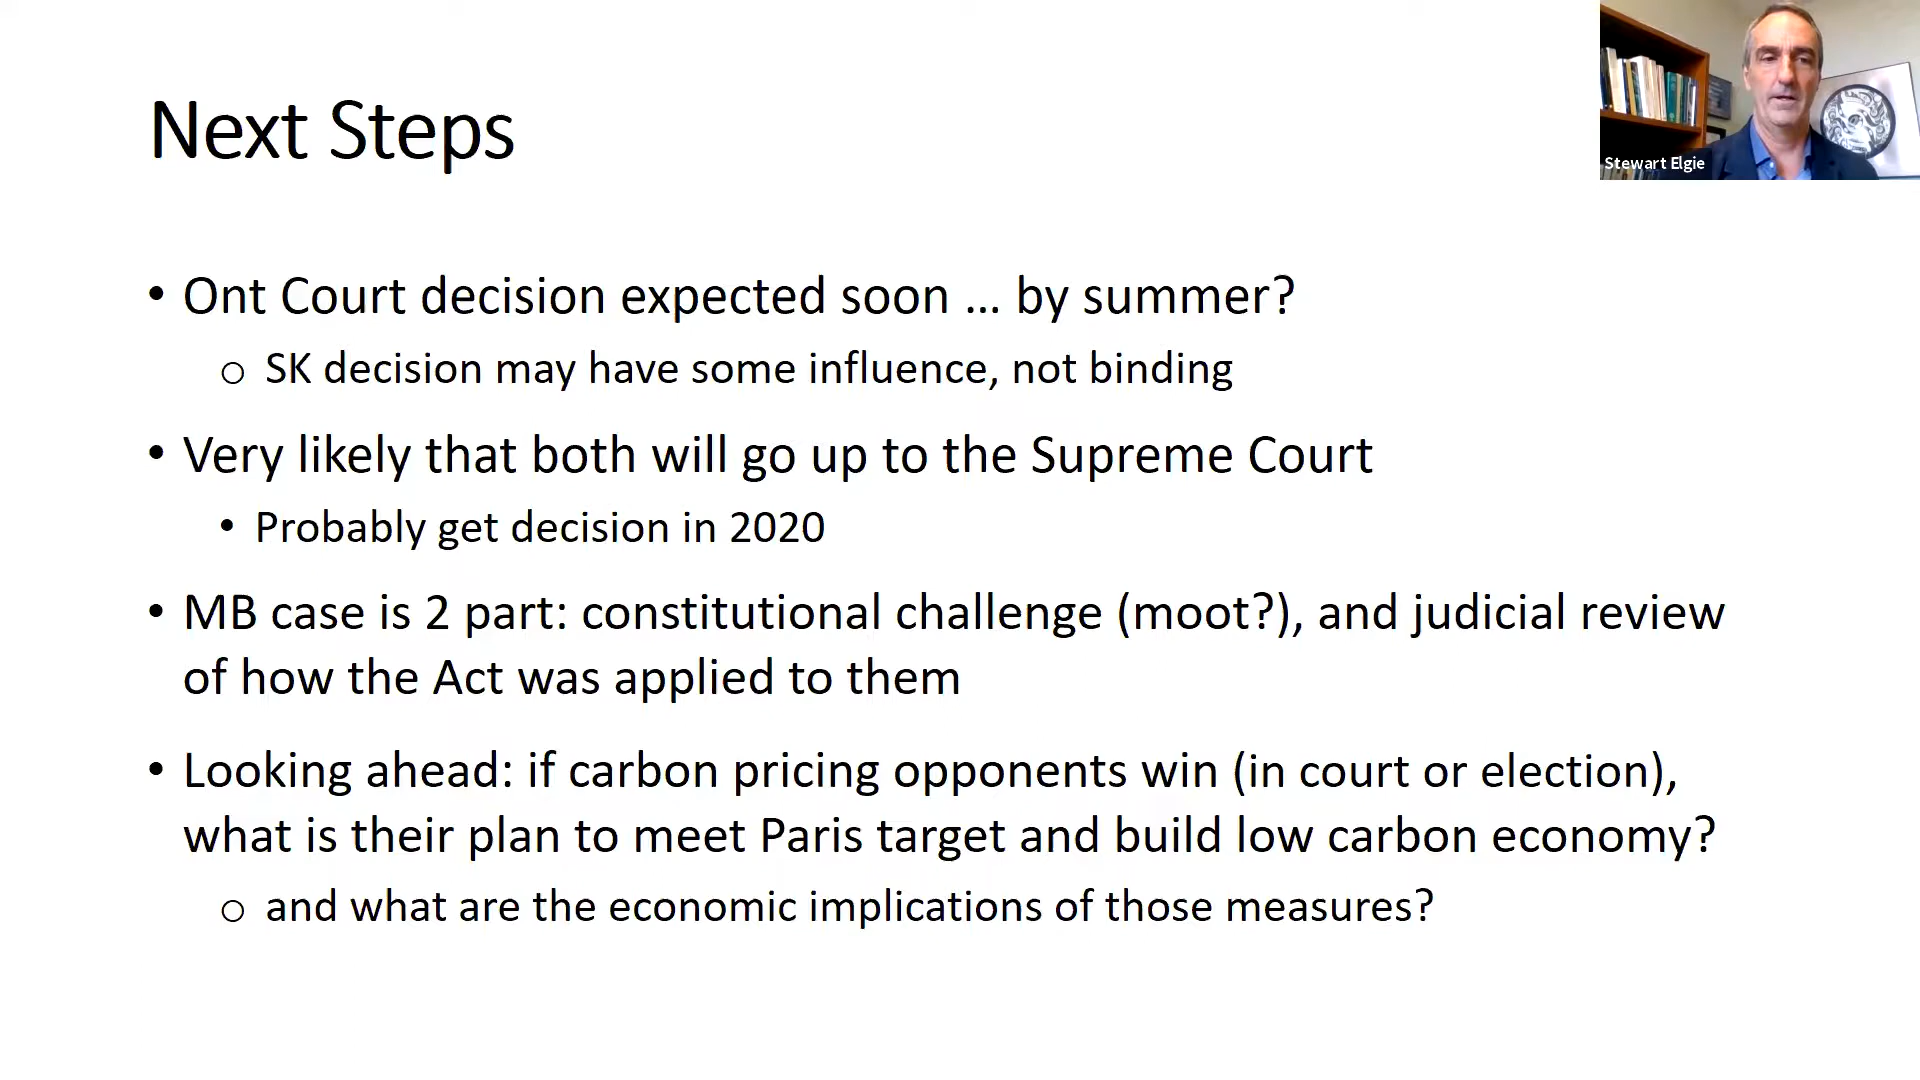 Next Steps
Stewart Elgie
• Ont Court decision expected soon ... by summer?
o SK decision may have some influence, not binding
• Very likely that both will go up to the Supreme Court
• Probably get decision in 2020
• MB case is 2 part: constitutional challenge (moot?), and judicial review
of how the Act was applied to them
• Looking ahead: if carbon pricing opponents win (in court or election),
what is their plan to meet Paris target and build low carbon economy?
o and what are the economic implications of those measures?